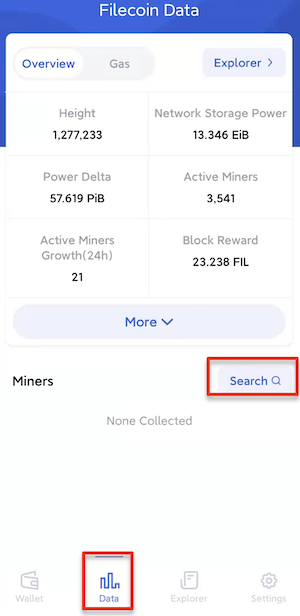 Filecoin Data
Overview Gas Explorer >
Height Network Storage Power
1,277,233 13.346 EiB
Power Delta Active Miners
57.619 PiB 3,541
Active Miners Block Reward
Growth(24h) 23.238 FIL
21
More
Miners Search
None Collected
Wallet Data Explorer Settings